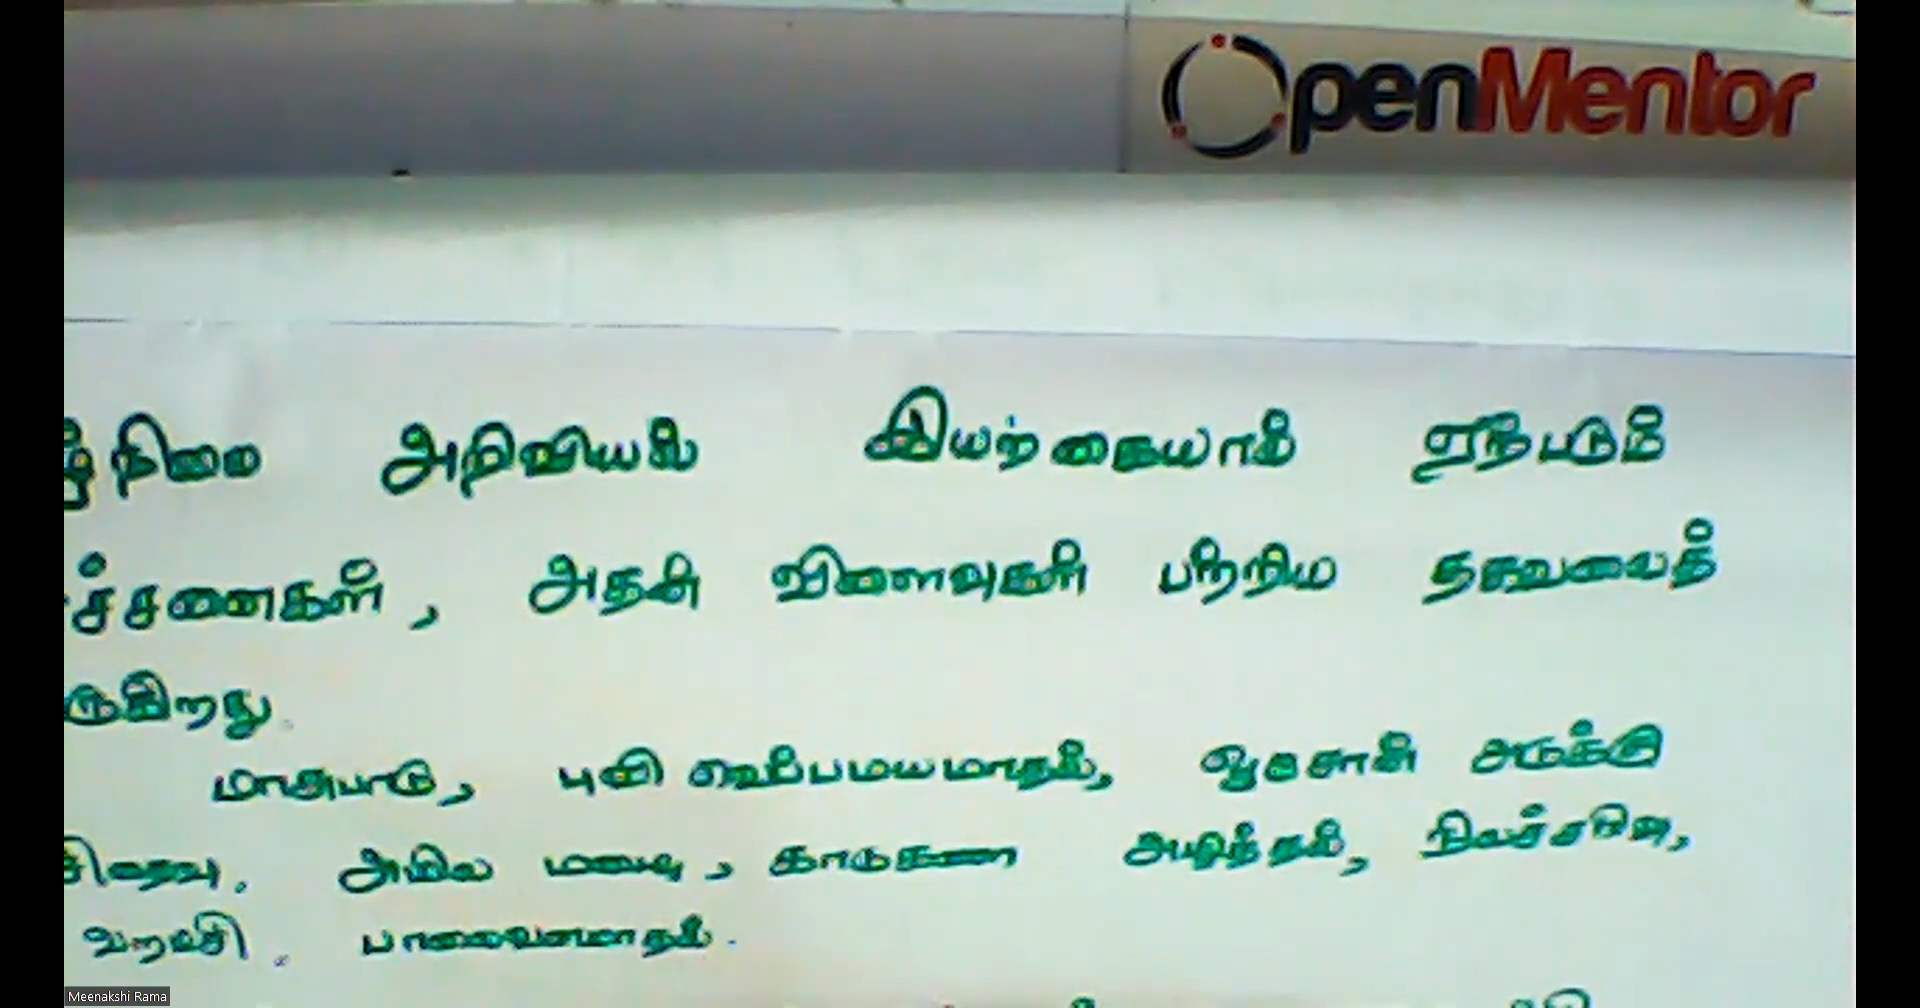 OpenMentor
அறிவியல் இயற்கையாக ஏற்படும்
ச்சனைகள், அதன் விளைவுகள் பற்றிய தகவலைத்
ருகிறது.
மாசுபாடு, புவி வெப்பமயமாதல், ஓசோன் அடுக்கு
அமில மழை, காடுகளை அழித்தல், நிலச்சரிவு,
வறட்சி. பாலைவனமாதல்.
Meenakshi Rama